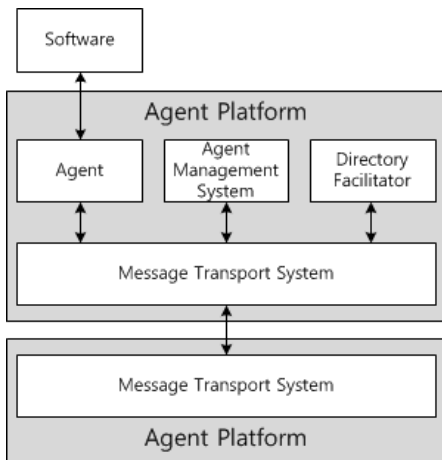 Software
Agent Platform
Agent
Agent
Management
System
Directory
Facilitator
Message Transport System
Message Transport System
Agent Platform